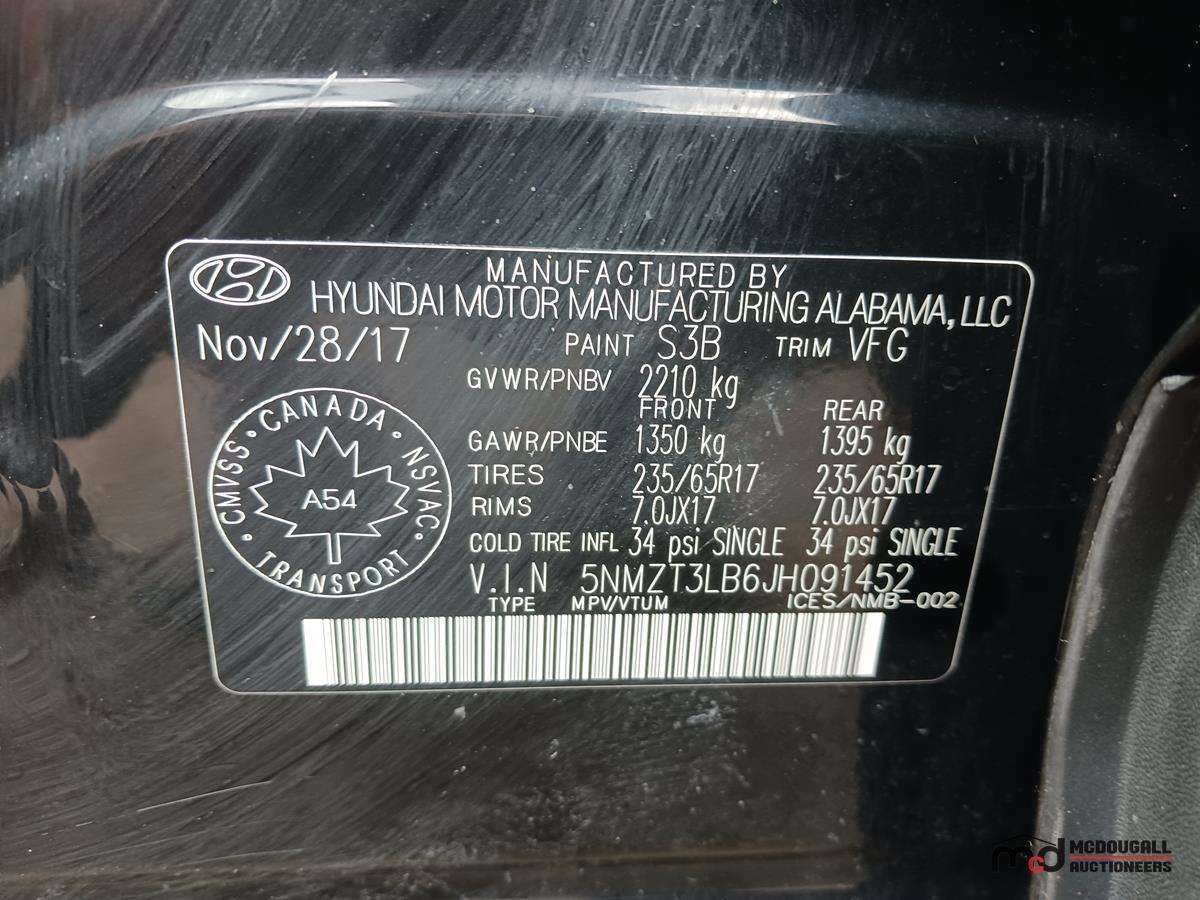 MANUFACTURED BY
HYUNDAI MOTOR MANUFACTURING ALABAMA, LLC
Nov/28/17 PAINT S3B TRIM VFG
GVWR/PNBV 2210 kg
FRONT REAR
GAWR/PNBE 1350 kg 1395 kg
TIRES 235/65R17 235/65R17
RIMS 7.0JX17 7.0JX17
COLD TIRE INFL 34 psi SINGLE 34 psi SINGLE
V.I.N 5NMZT3LB6JH091452
TYPE MPV/VTUM ICES/NMB-002
CMVSS • CANADA • NSVAC • TRANSPORT •
A54
mcd MCDOUGALL
AUCTIONEERS